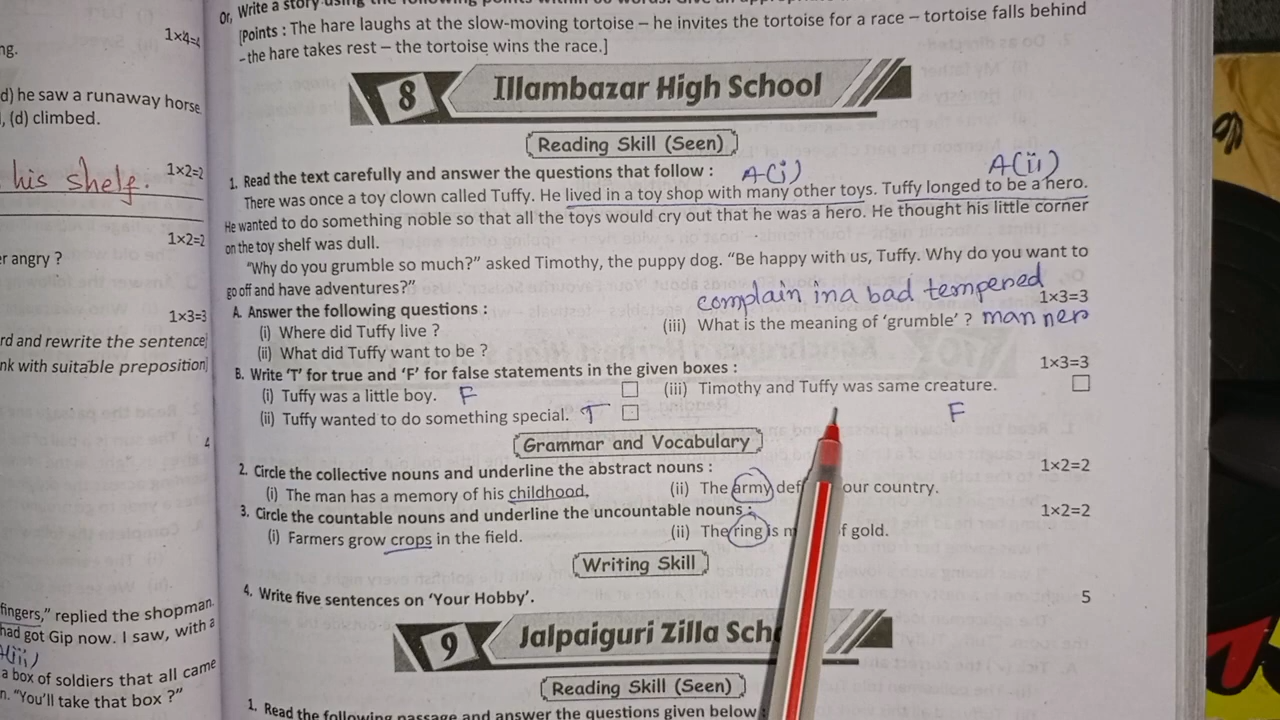 1×4=4
ng.
d) he saw a runaway horse
, (d) climbed.
his shelf. 1×2=2
1×2=2
er angry ?
1×3=3
rd and rewrite the sentence
nk with suitable preposition
4
fingers," replied the shopman.
had got Gip now. I saw, with a
A(iii)
a box of soldiers that all came
n. "You'll take that box ?"
Or, Write a story using the following points within
[Points : The hare laughs at the slow-moving tortoise – he invites the tortoise for a race – tortoise falls behind
– the hare takes rest – the tortoise wins the race.]
8 Illambazar High School
Reading Skill (Seen)
1. Read the text carefully and answer the questions that follow : A(i) A(ii)
There was once a toy clown called Tuffy. He lived in a toy shop with many other toys. Tuffy longed to be a hero.
He wanted to do something noble so that all the toys would cry out that he was a hero. He thought his little corner
on the toy shelf was dull.
"Why do you grumble so much?" asked Timothy, the puppy dog. "Be happy with us, Tuffy. Why do you want to
go off and have adventures?"
complain in a bad tempered
A. Answer the following questions : 1×3=3
(i) Where did Tuffy live ? (iii) What is the meaning of 'grumble' ? manner
(ii) What did Tuffy want to be ?
B. Write 'T' for true and 'F' for false statements in the given boxes : 1×3=3
(i) Tuffy was a little boy. F (iii) Timothy and Tuffy was same creature.
(ii) Tuffy wanted to do something special. T F
Grammar and Vocabulary
2. Circle the collective nouns and underline the abstract nouns : 1×2=2
(i) The man has a memory of his childhood, (ii) The army def our country.
3. Circle the countable nouns and underline the uncountable nouns : 1×2=2
(i) Farmers grow crops in the field. (ii) The ring is m f gold.
Writing Skill
4. Write five sentences on 'Your Hobby'. 5
9 Jalpaiguri Zilla Sch
Reading Skill (Seen)
1. Read the following passage and answer the questions given below :